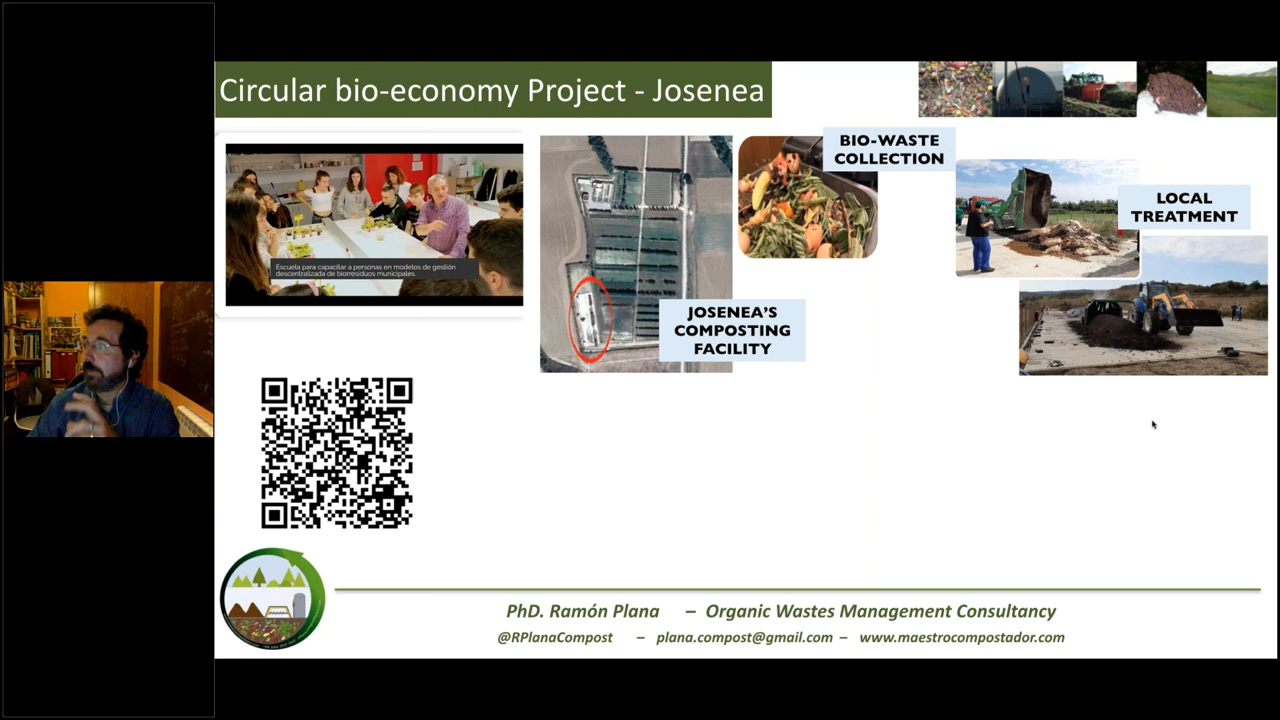 Circular bio-economy Project - Josenea
BIO-WASTE
COLLECTION
LOCAL
TREATMENT
Escuela para capacitar a personas en modelos de gestión
descentralizada de biorresiduos municipales
JOSENEA'S
COMPOSTING
FACILITY
PhD. Ramón Plana – Organic Wastes Management Consultancy
@RPlanaCompost – plana.compost@gmail.com – www.maestrocompostador.com